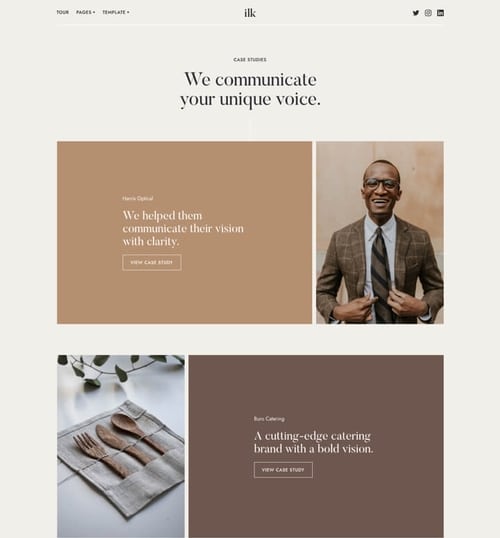 TOUR PAGES TEMPLATE
ilk
CASE STUDIES
We communicate
your unique voice.
Harris Optical
We helped them
communicate their vision
with clarity.
VIEW CASE STUDY
Buro Catering
A cutting-edge catering
brand with a bold vision.
VIEW CASE STUDY